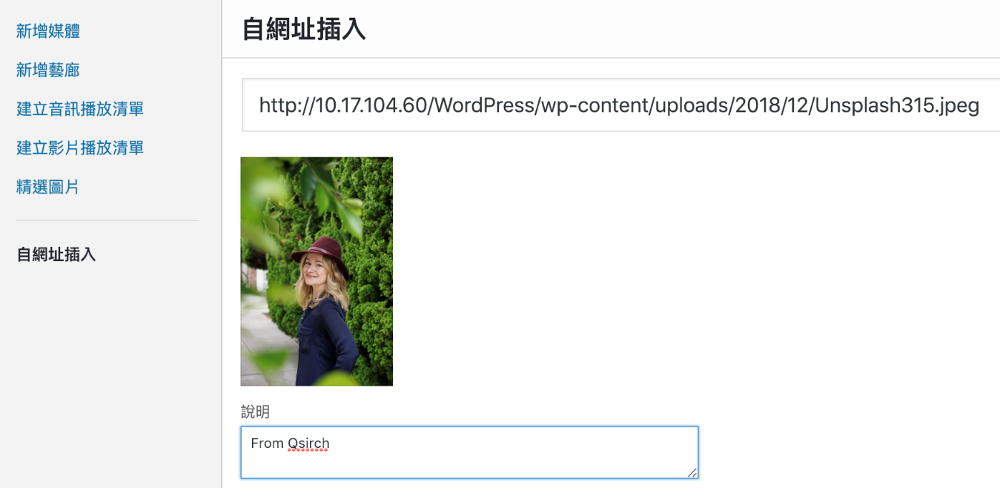 新增媒體
新增藝廊
建立音訊播放清單
建立影片播放清單
精選圖片
自網址插入
自網址插入
http://10.17.104.60/WordPress/wp-content/uploads/2018/12/Unsplash315.jpeg
說明
From Qsirch